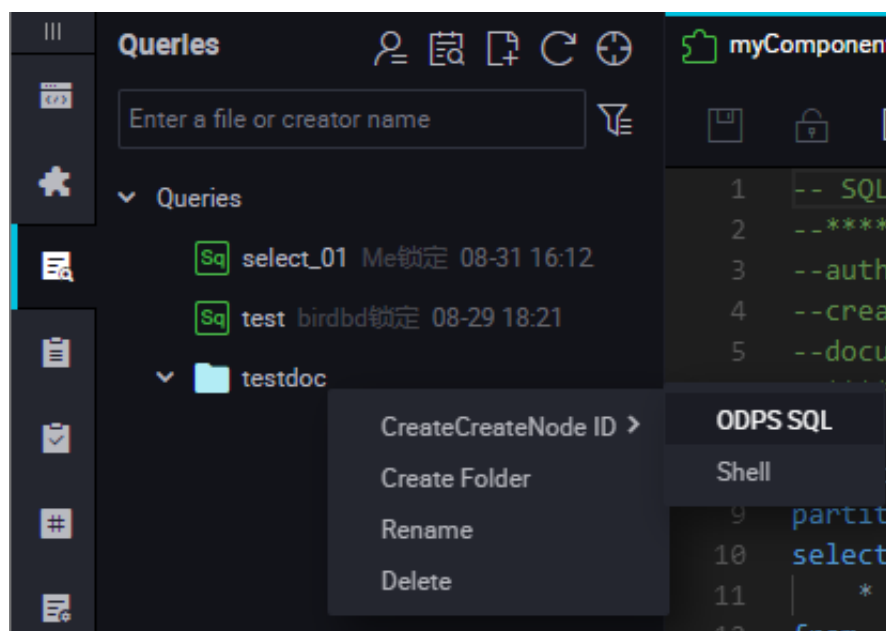 Queries
myComponen
Enter a file or creator name
Queries
select_01 Me锁定 08-31 16:12
test birdbd锁定 08-29 18:21
testdoc
CreateCreateNode ID
Create Folder
Rename
Delete
ODPS SQL
Shell
1 -- SQL
2 --****
3 --auth
4 --crea
5 --docu
9 partit
10 select
11 *
Sq
Sq